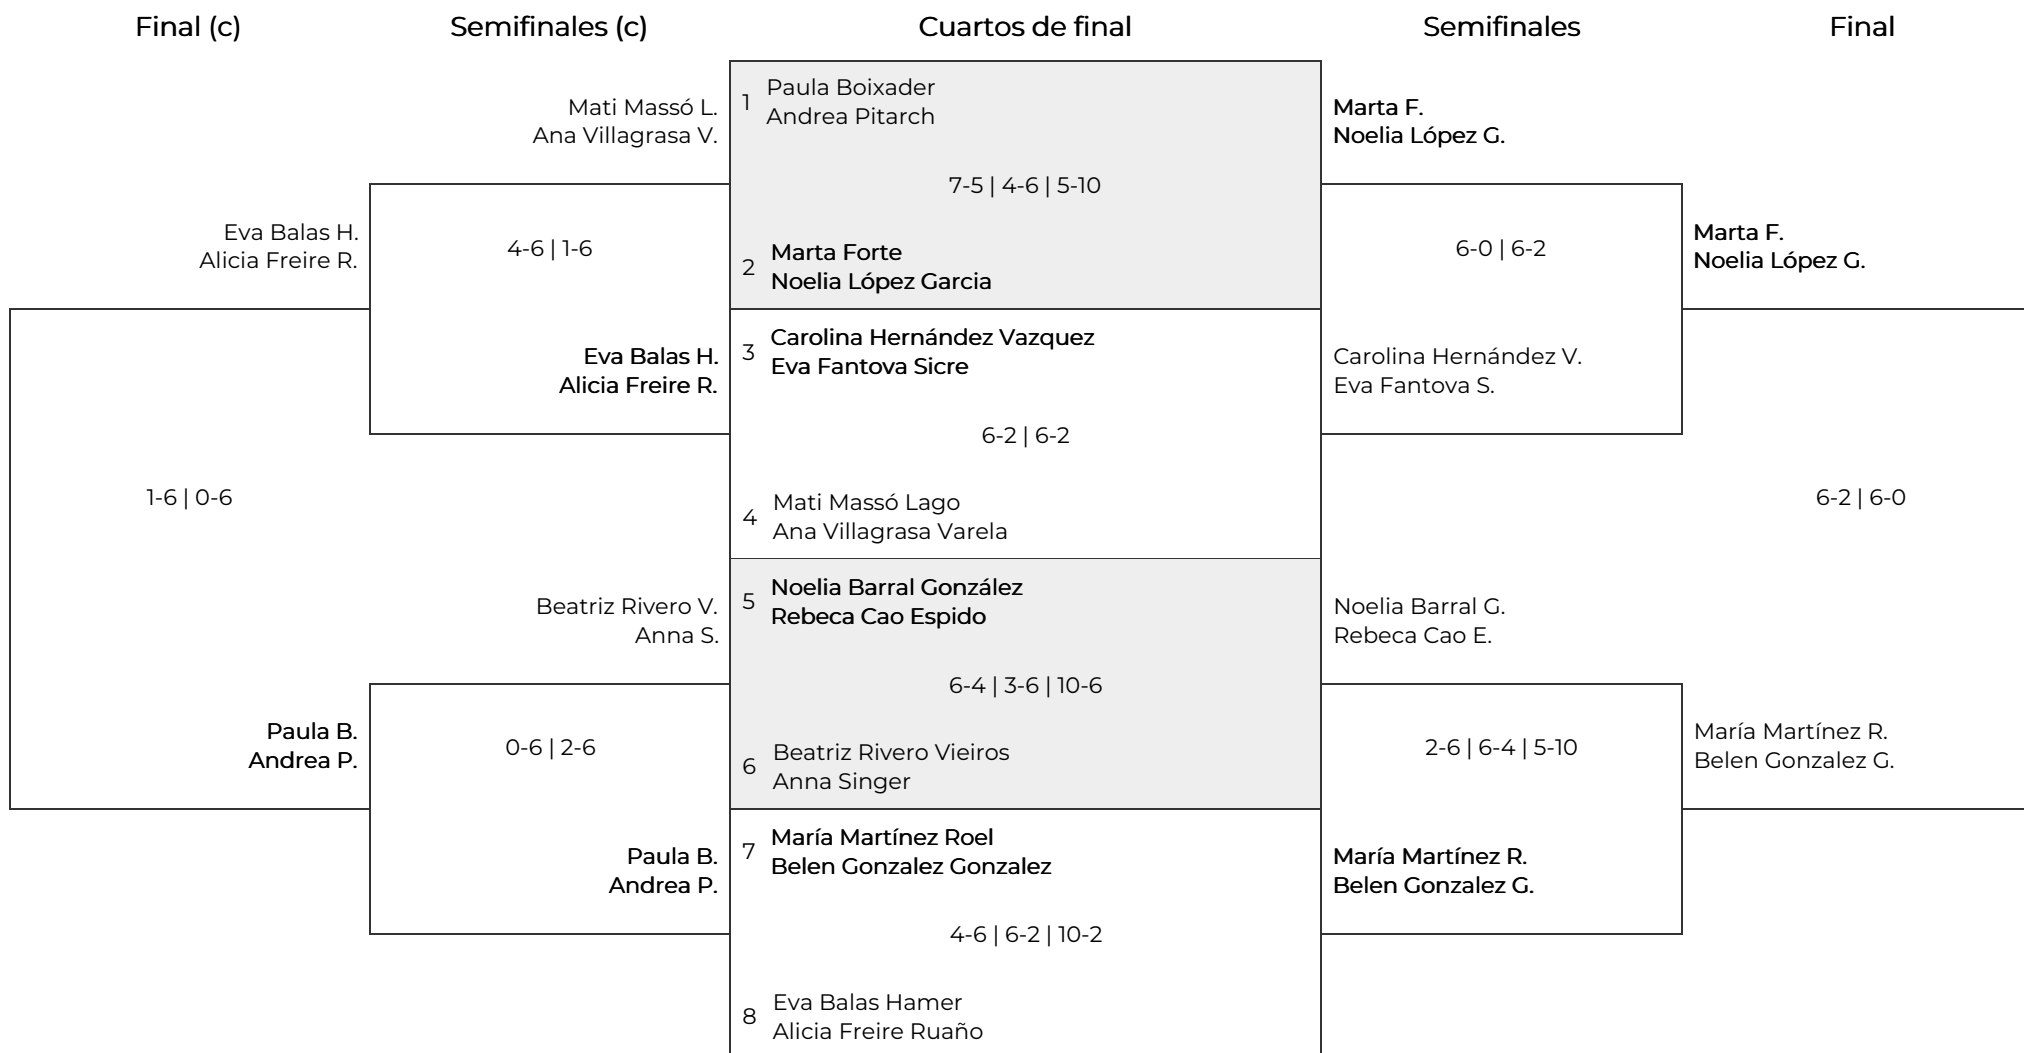 Final (c)
Semifinales (c)
Cuartos de final
Semifinales
Final
Mati Massó L.
Ana Villagrasa V.
4-6 | 1-6
Eva Balas H.
Alicia Freire R.
Eva Balas H.
Alicia Freire R.
1-6 | 0-6
Paula B.
Andrea P.
Beatriz Rivero V.
Anna S.
0-6 | 2-6
Paula B.
Andrea P.
1
Paula Boixader
Andrea Pitarch
7-5 | 4-6 | 5-10
2
Marta Forte
Noelia López Garcia
3
Carolina Hernández Vazquez
Eva Fantova Sicre
6-2 | 6-2
4
Mati Massó Lago
Ana Villagrasa Varela
5
Noelia Barral González
Rebeca Cao Espido
6-4 | 3-6 | 10-6
6
Beatriz Rivero Vieiros
Anna Singer
7
María Martínez Roel
Belen Gonzalez Gonzalez
4-6 | 6-2 | 10-2
8
Eva Balas Hamer
Alicia Freire Ruaño
Marta F.
Noelia López G.
6-0 | 6-2
Carolina Hernández V.
Eva Fantova S.
Noelia Barral G.
Rebeca Cao E.
2-6 | 6-4 | 5-10
María Martínez R.
Belen Gonzalez G.
Marta F.
Noelia López G.
6-2 | 6-0
María Martínez R.
Belen Gonzalez G.